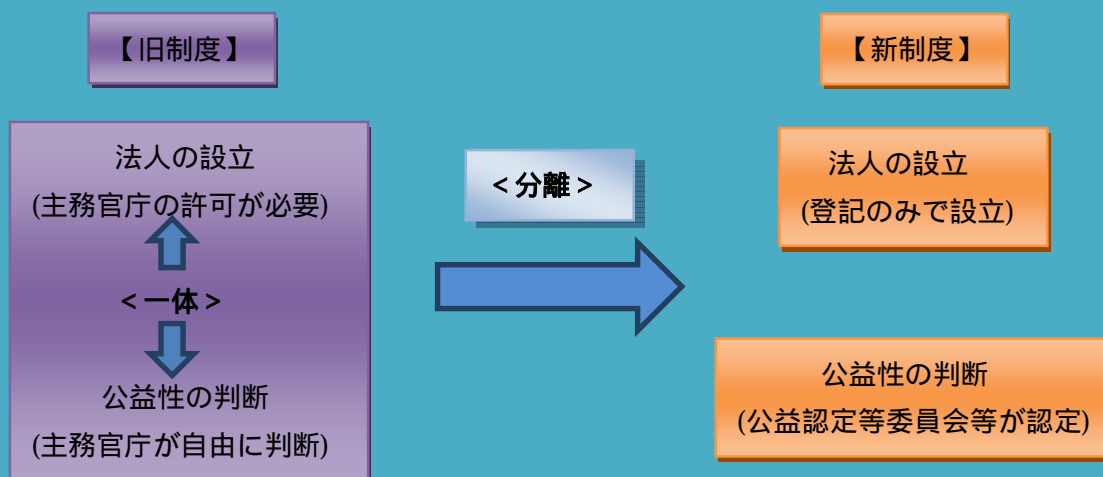 【旧制度】
法人の設立
(主務官庁の許可が必要)
<一体>
公益性の判断
(主務官庁が自由に判断)
<分離>
【新制度】
法人の設立
(登記のみで設立)
公益性の判断
(公益認定等委員会等が認定)